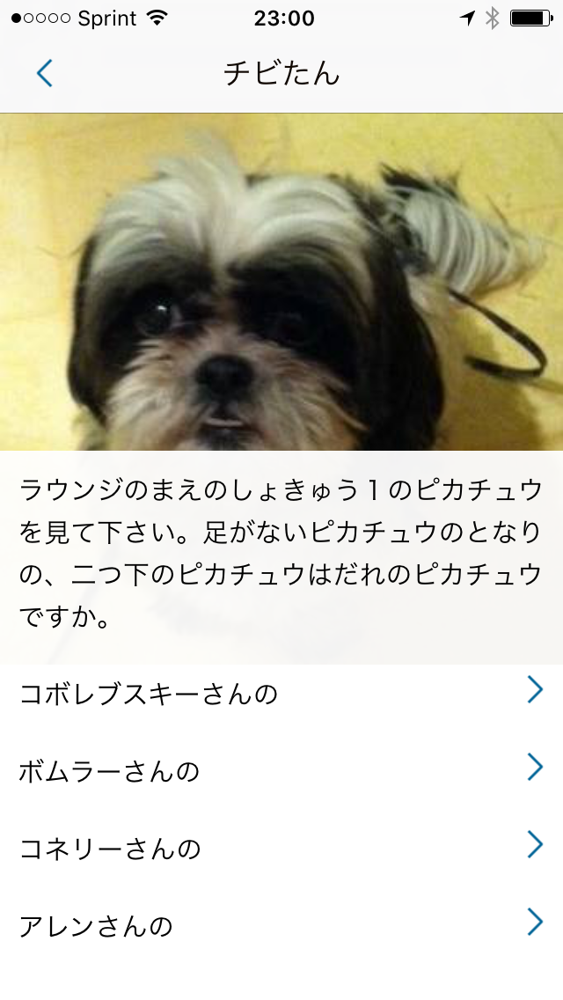 Sprint 23:00
チビたん
ラウンジのまえのしょきゅう１のピカチュウ
を見て下さい。足がないピカチュウのとなり
の、二つ下のピカチュウはだれのピカチュウ
ですか。
コボレブスキーさんの
ボムラーさんの
コネリーさんの
アレンさんの